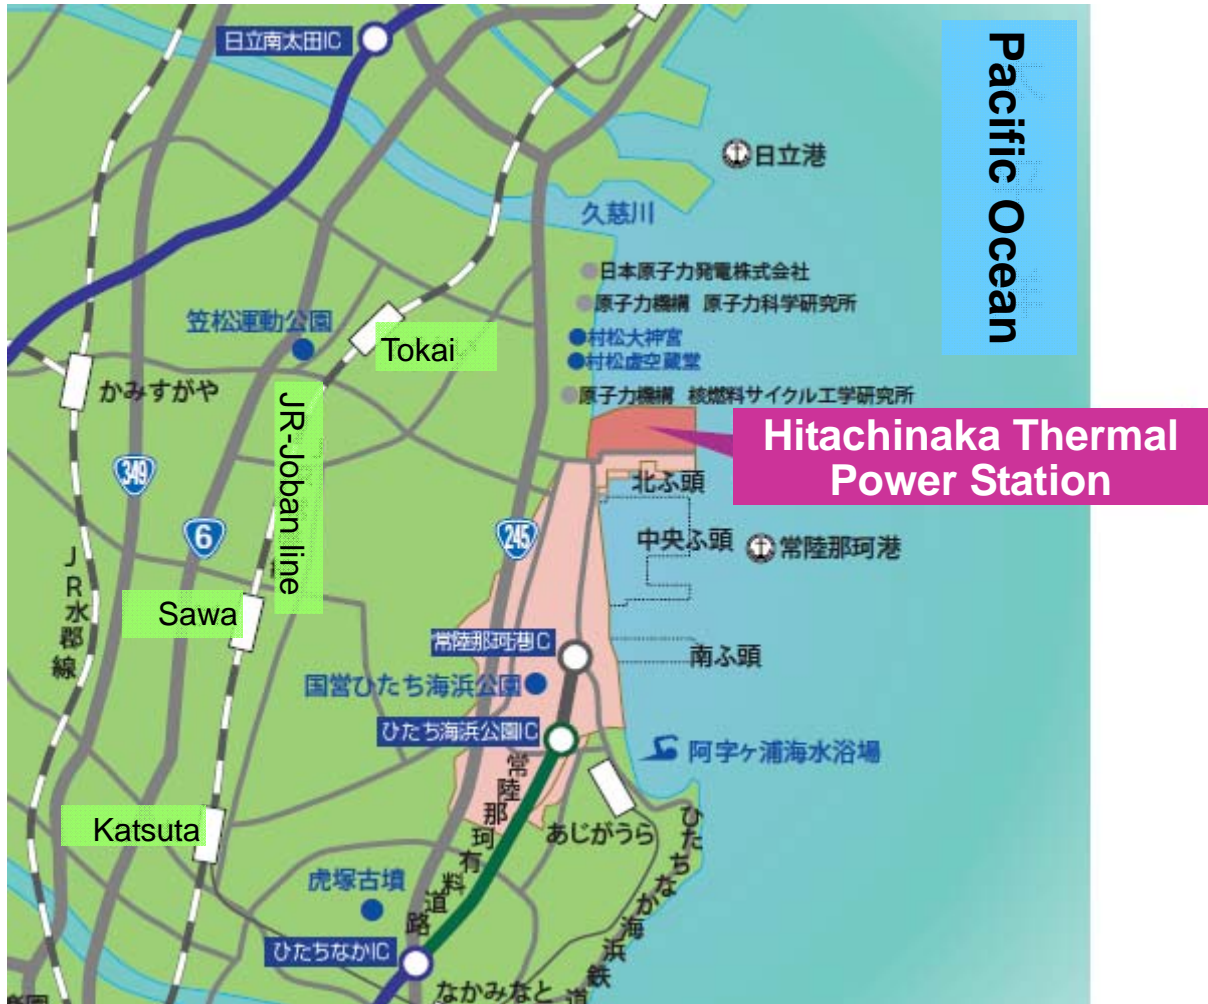 日立南太田IC
Pacific Ocean
日立港
久慈川
日本原子力発電株式会社
原子力機構 原子力科学研究所
笠松運動公園
村松大神宮
Tokai
村松虚空蔵堂
かみすがや
原子力機構 核燃料サイクル工学研究所
JR-Joban line
Hitachinaka Thermal
Power Station
349
北ふ頭
6
245
中央ふ頭
常陸那珂港
JR水郡線
Sawa
常陸那珂港IC
南ふ頭
国営ひたち海浜公園
ひたち海浜公園IC
阿字ヶ浦海水浴場
常陸那珂有料道路
Katsuta
あじがうら
ひたちなか海浜鉄道
虎塚古墳
ひたちなかIC
なかみなと